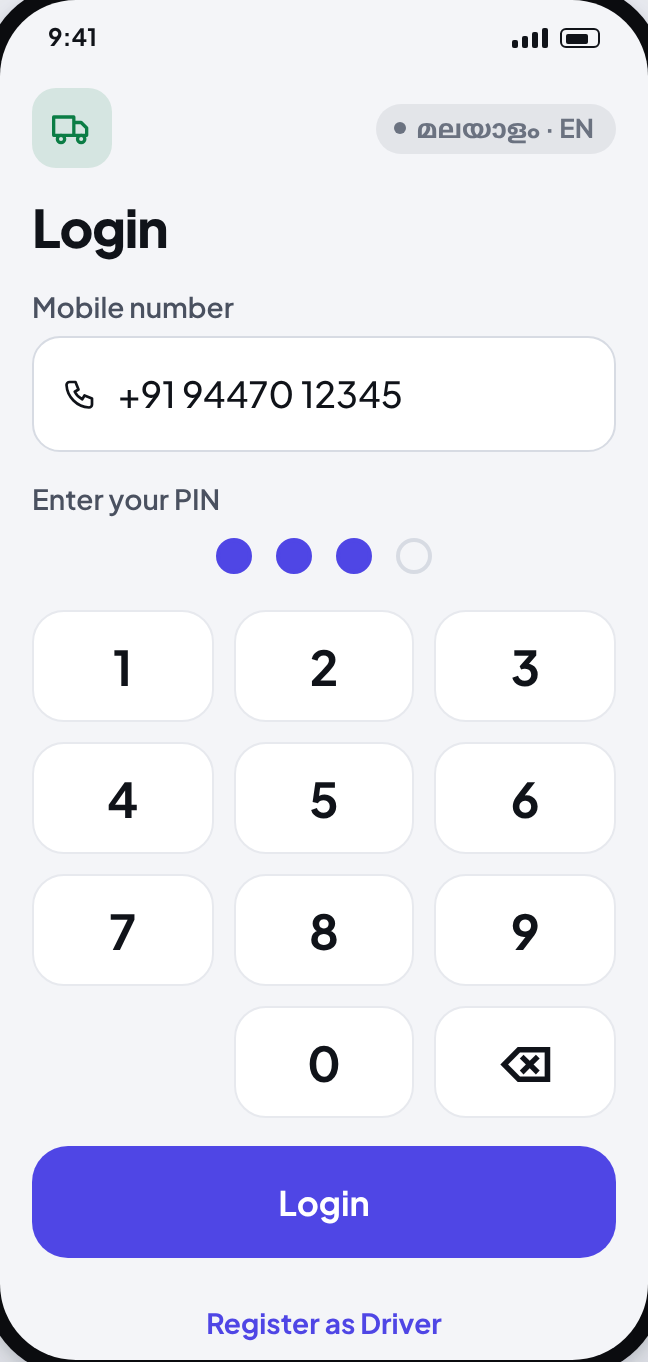 9:41
മലയാളം · EN
Login
Mobile number
+91 94470 12345
Enter your PIN
1 2 3
4 5 6
7 8 9
0
Login
Register as Driver